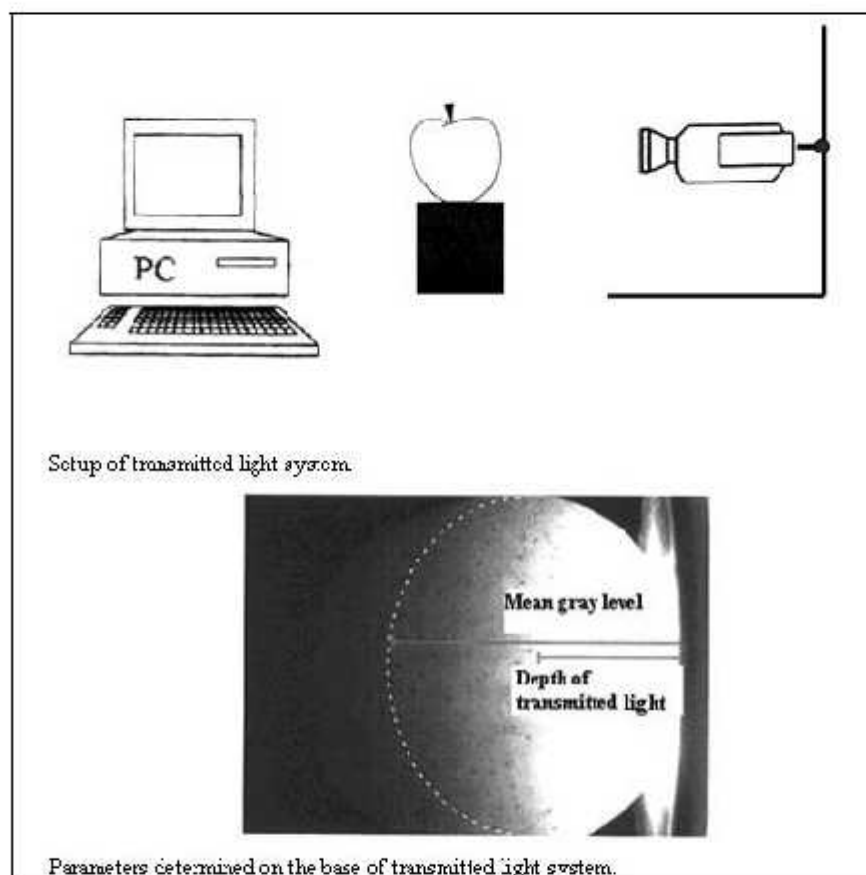 PC
Setup of transmitted light system.
Mean gray level
Depth of
transmitted light
Parameters determined on the base of transmitted light system.